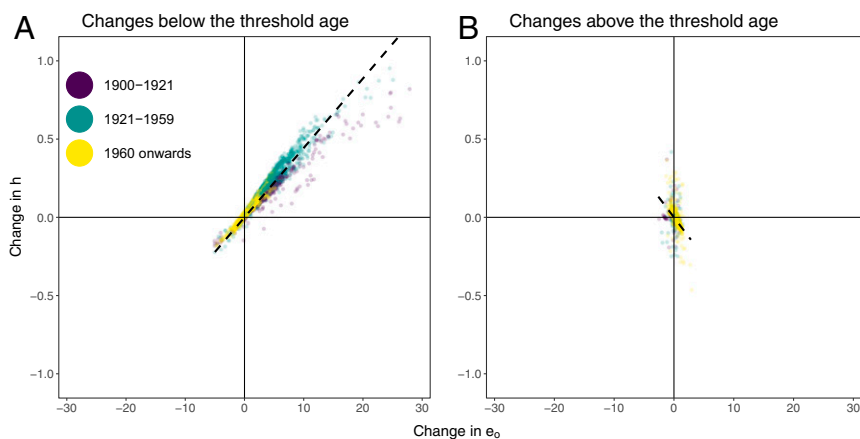 A Changes below the threshold age
B Changes above the threshold age
1900−1921
1921−1959
1960 onwards
Change in h
1.0
0.5
0.0
−0.5
−1.0
−30 −20 −10 0 10 20 30
1.0
0.5
0.0
−0.5
−1.0
−30 −20 −10 0 10 20 30
Change in e₀